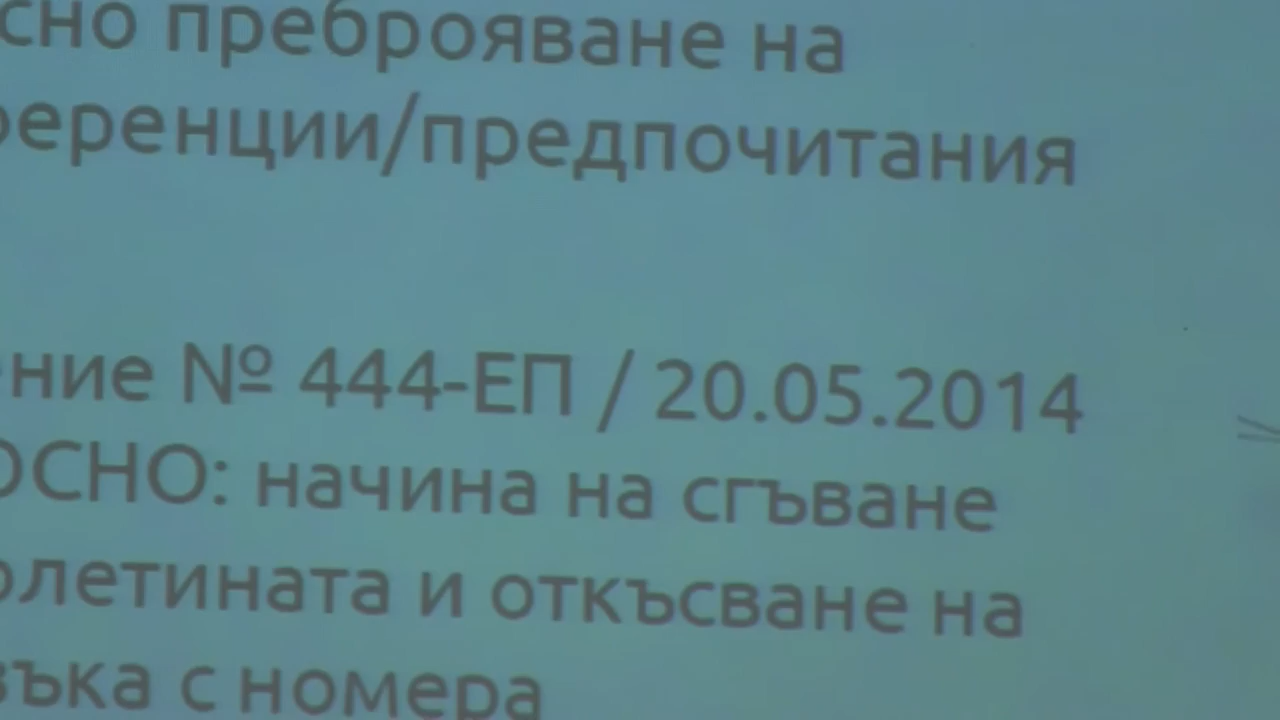 сно преброяване на
ференции/предпочитания
ение № 444-ЕП / 20.05.2014
ОСНО: начина на сгъване
олетината и откъсване на
въка с номера